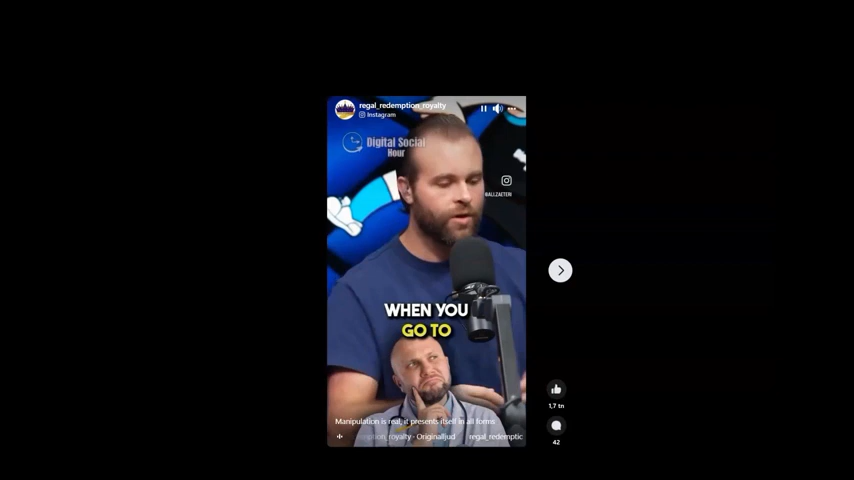 regal_redemption_royalty
Instagram
Digital Social
Hour
WHEN YOU
GO TO
Manipulation is real, it presents itself in all forms
ption_royalty · Originalljud regal_redemptic
1,7 tn
42